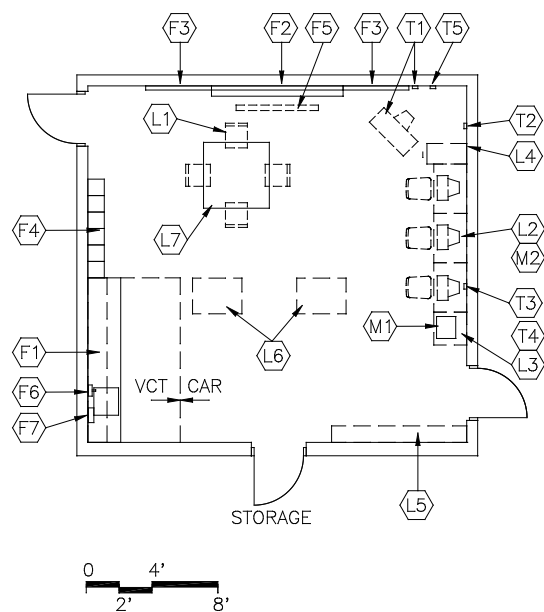 F3
F2
F5
F3
T1
T5
L1
T2
L4
F4
L7
L2
M2
M1
T3
T4
L3
F1
L6
VCT CAR
F6
F7
L5
STORAGE
0 4'
2' 8'